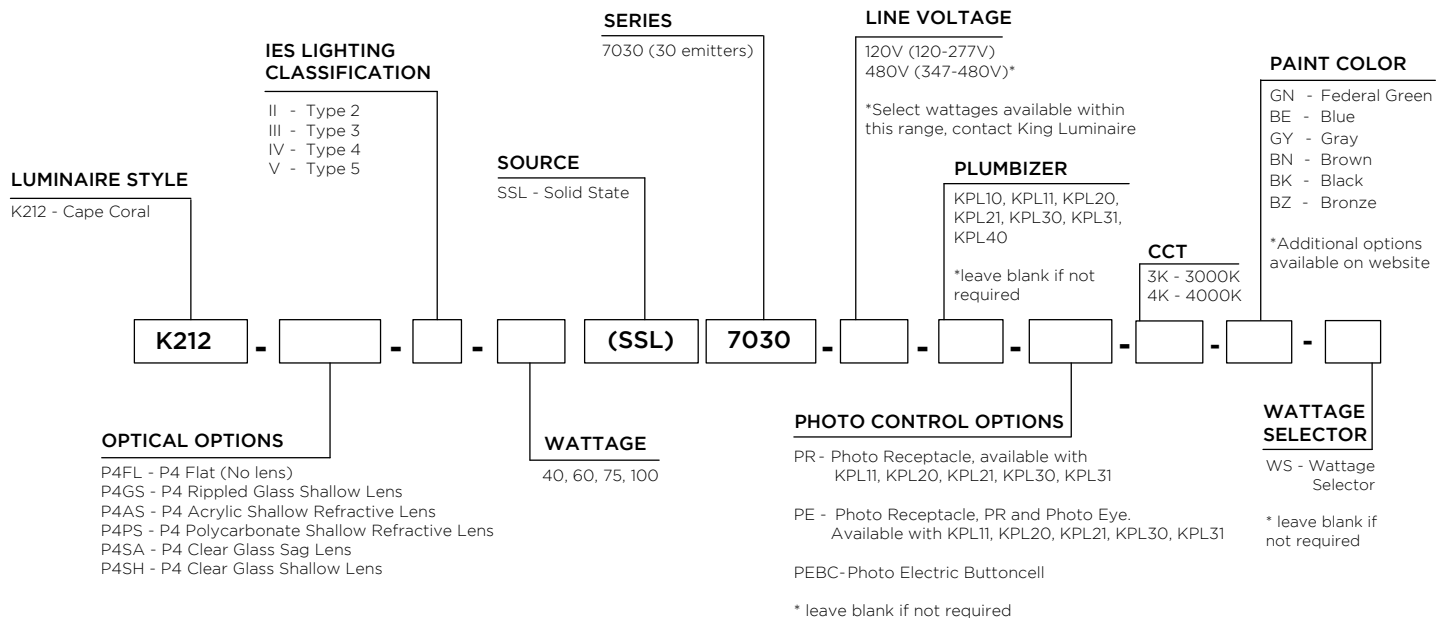 LUMINAIRE STYLE
K212 - Cape Coral
IES LIGHTING
CLASSIFICATION
II - Type 2
III - Type 3
IV - Type 4
V - Type 5
SOURCE
SSL - Solid State
SERIES
7030 (30 emitters)
LINE VOLTAGE
120V (120-277V)
480V (347-480V)*
*Select wattages available within
this range, contact King Luminaire
PLUMBIZER
KPL10, KPL11, KPL20,
KPL21, KPL30, KPL31,
KPL40
*leave blank if not
required
CCT
3K - 3000K
4K - 4000K
PAINT COLOR
GN - Federal Green
BE - Blue
GY - Gray
BN - Brown
BK - Black
BZ - Bronze
*Additional options
available on website
K212 - - - (SSL) 7030 - - - - -
OPTICAL OPTIONS
P4FL - P4 Flat (No lens)
P4GS - P4 Rippled Glass Shallow Lens
P4AS - P4 Acrylic Shallow Refractive Lens
P4PS - P4 Polycarbonate Shallow Refractive Lens
P4SA - P4 Clear Glass Sag Lens
P4SH - P4 Clear Glass Shallow Lens
WATTAGE
40, 60, 75, 100
PHOTO CONTROL OPTIONS
PR - Photo Receptacle, available with
KPL11, KPL20, KPL21, KPL30, KPL31
PE - Photo Receptacle, PR and Photo Eye.
Available with KPL11, KPL20, KPL21, KPL30, KPL31
PEBC-Photo Electric Buttoncell
* leave blank if not required
WATTAGE
SELECTOR
WS - Wattage
Selector
* leave blank if
not required